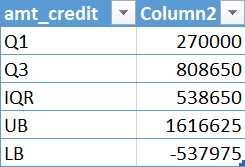 amt_credit Column2
Q1 270000
Q3 808650
IQR 538650
UB 1616625
LB -537975